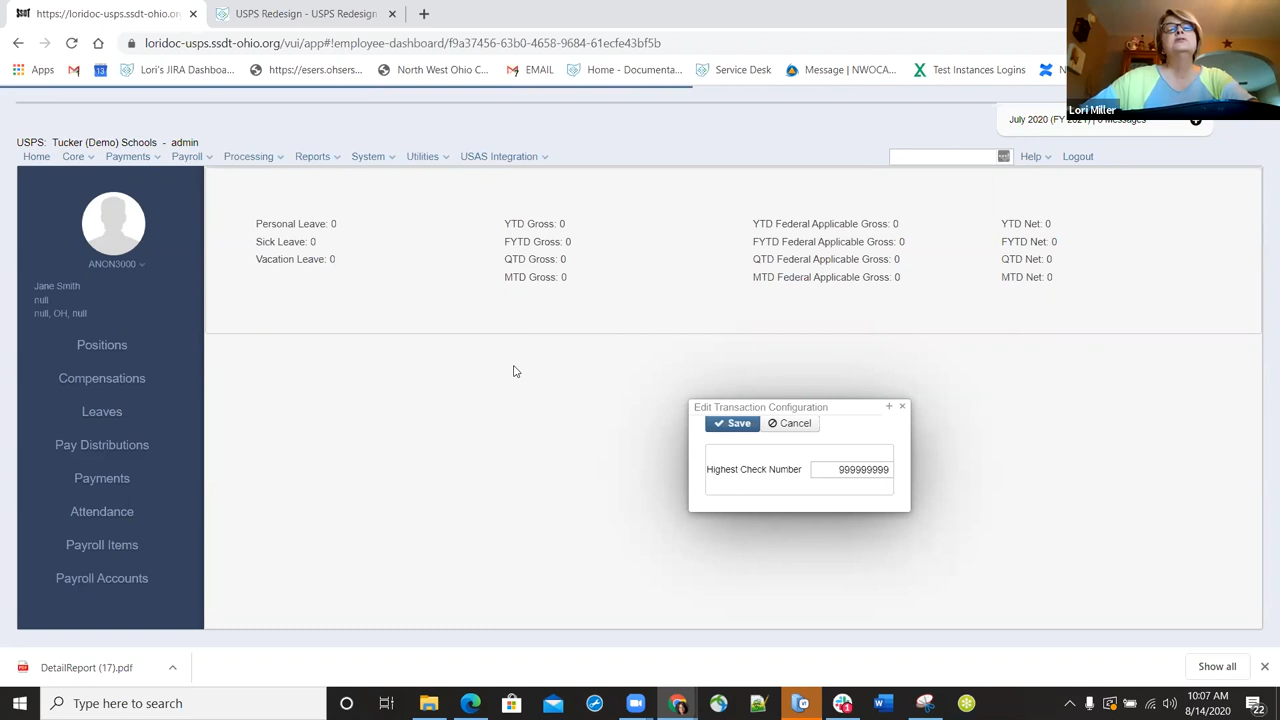 https://loridoc-usps.ssdt-ohio.org/
USPS Redesign - USPS Redesign
loridoc-usps.ssdt-ohio.org/vui/app#!employee-dashboard/f9a37f56-63b0-4658-9684-61ecfe43bf5b
Apps
Lori's JIRA Dashboa...
https://esers.ohsers...
North West Ohio C...
EMAIL
Home - Documenta...
Service Desk
Message | NWOCA...
Test Instances Logins
Lori Miller
USPS: Tucker (Demo) Schools - admin
Home
Core
Payments
Payroll
Processing
Reports
System
Utilities
USAS Integration
Help
Logout
ANON3000
Jane Smith
null
null, OH, null
Positions
Compensations
Leaves
Pay Distributions
Payments
Attendance
Payroll Items
Payroll Accounts
Personal Leave: 0
Sick Leave: 0
Vacation Leave: 0
YTD Gross: 0
FYTD Gross: 0
QTD Gross: 0
MTD Gross: 0
YTD Federal Applicable Gross: 0
FYTD Federal Applicable Gross: 0
QTD Federal Applicable Gross: 0
MTD Federal Applicable Gross: 0
YTD Net: 0
FYTD Net: 0
QTD Net: 0
MTD Net: 0
Edit Transaction Configuration
Save
Cancel
Highest Check Number
999999999
DetailReport (17).pdf
Show all
Type here to search
10:07 AM
8/14/2020
22